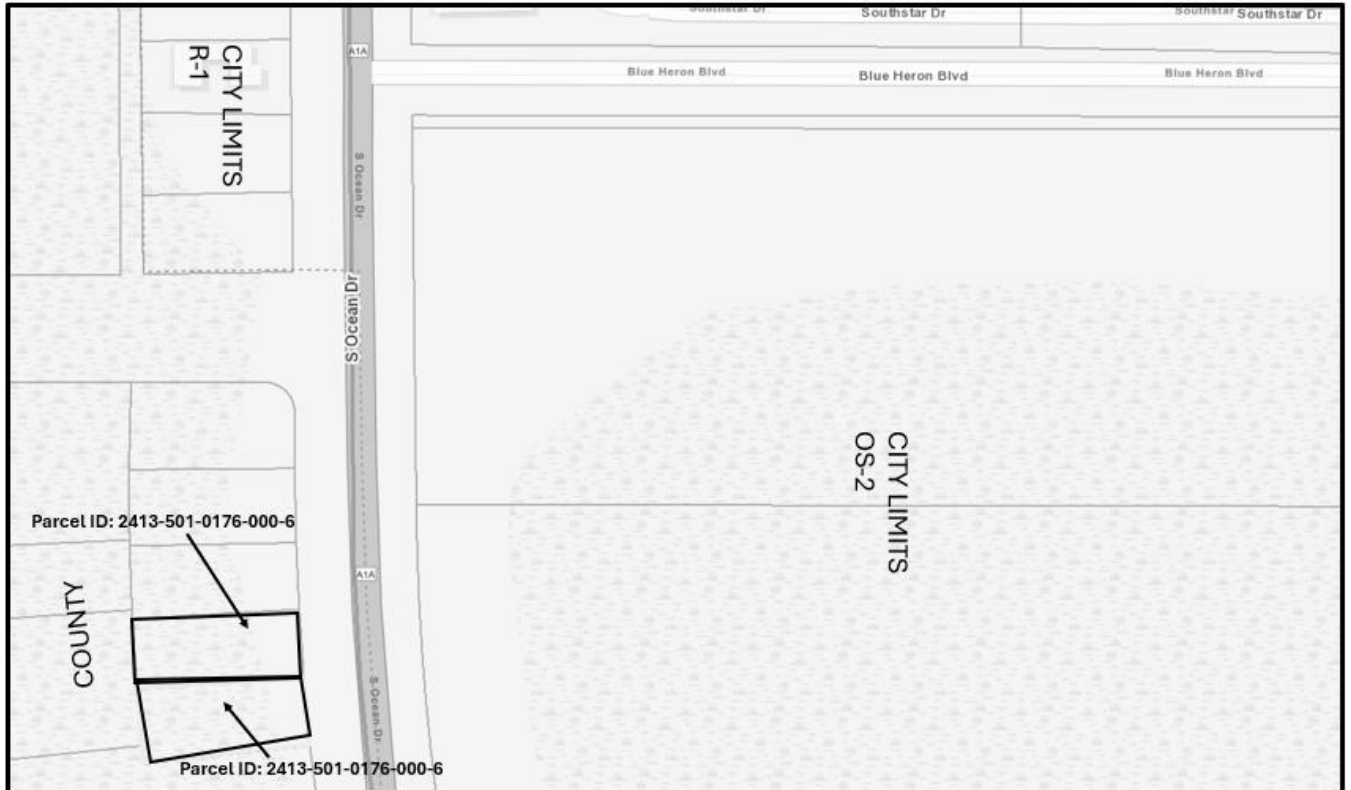 Southstar Dr
Southstar Dr
Southstar
Southstar Dr
A1A
Blue Heron Blvd
Blue Heron Blvd
Blue Heron Blvd
CITY LIMITS
R-1
S Ocean Dr
S Ocean Dr
CITY LIMITS
OS-2
Parcel ID: 2413-501-0176-000-6
A1A
COUNTY
S Ocean Dr
Parcel ID: 2413-501-0176-000-6